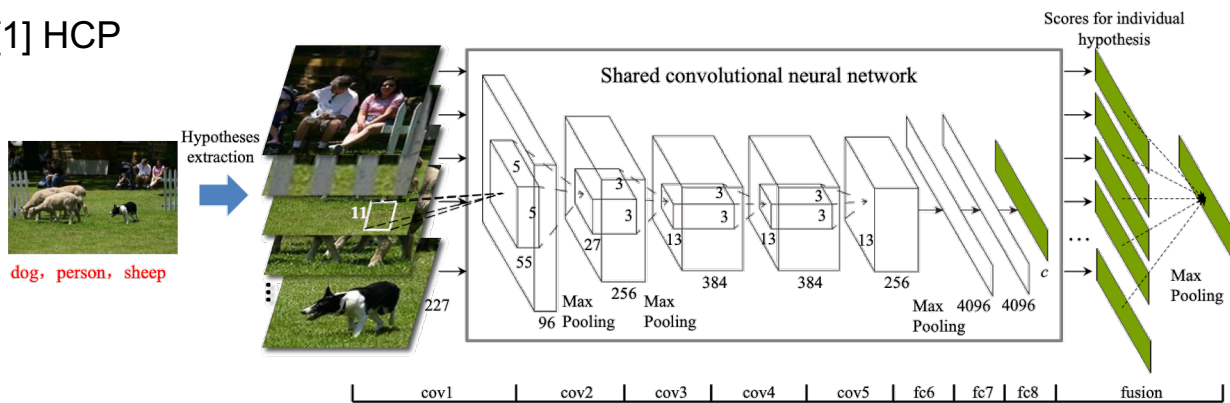 [1] HCP
Scores for individual
hypothesis
Shared convolutional neural network
Hypotheses
extraction
dog, person, sheep
11
227
5
5
55
96
Max
Pooling
27
3
3
256
Max
Pooling
13
3
3
384
13
3
3
384
13
256
Max
Pooling
4096
4096
c
...
Max
Pooling
cov1
cov2
cov3
cov4
cov5
fc6
fc7
fc8
fusion